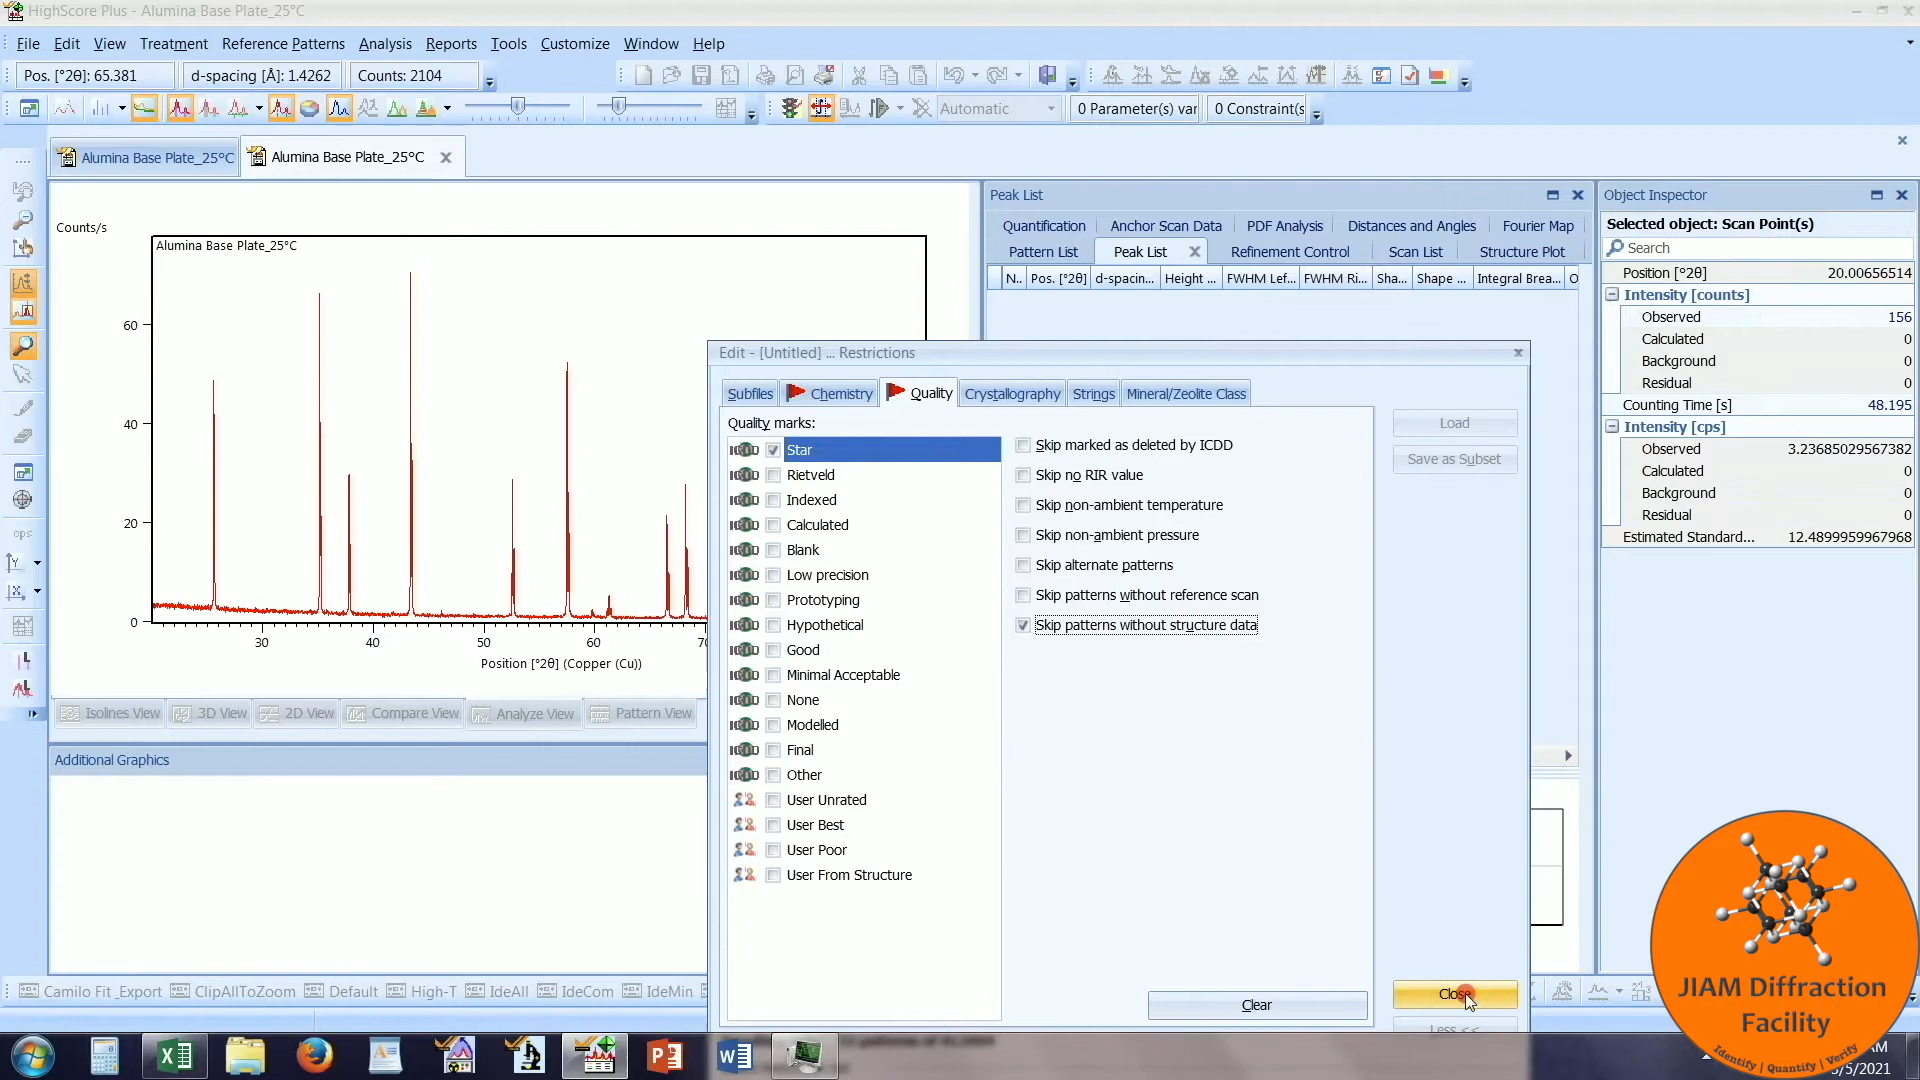 HighScore Plus - Alumina Base Plate_25°C
File Edit View Treatment Reference Patterns Analysis Reports Tools Customize Window Help
Pos. [°2θ]: 65.381 d-spacing [Å]: 1.4262 Counts: 2104
Automatic 0 Parameter(s) var 0 Constraint(s
Alumina Base Plate_25°C Alumina Base Plate_25°C
Peak List
Quantification Anchor Scan Data PDF Analysis Distances and Angles Fourier Map
Pattern List Peak List Refinement Control Scan List Structure Plot
N.. Pos. [°2θ] d-spacin... Height ... FWHM Lef... FWHM Ri... Sha... Shape ... Integral Brea... O
Object Inspector
Selected object: Scan Point(s)
Search
Position [°2θ] 20.00656514
Intensity [counts]
Observed 156
Calculated 0
Background 0
Residual 0
Counting Time [s] 48.195
Intensity [cps]
Observed 3.23685029567382
Calculated 0
Background 0
Residual 0
Estimated Standard... 12.4899959967968
Counts/s
Alumina Base Plate_25°C
60
40
20
0
30 40 50 60 70
Position [°2θ] (Copper (Cu))
cps
Isolines View 3D View 2D View Compare View Analyze View Pattern View
Additional Graphics
Edit - [Untitled] ... Restrictions
Subfiles Chemistry Quality Crystallography Strings Mineral/Zeolite Class
Quality marks:
Star
Rietveld
Indexed
Calculated
Blank
Low precision
Prototyping
Hypothetical
Good
Minimal Acceptable
None
Modelled
Final
Other
User Unrated
User Best
User Poor
User From Structure
Skip marked as deleted by ICDD
Skip no RIR value
Skip non-ambient temperature
Skip non-ambient pressure
Skip alternate patterns
Skip patterns without reference scan
Skip patterns without structure data
Load
Save as Subset
Clear
Close
Less <<
Camilo Fit _Export ClipAllToZoom Default High-T IdeAll IdeCom IdeMin
JIAM Diffraction
Facility
Identify | Quantify | Verify
AM
/5/2021